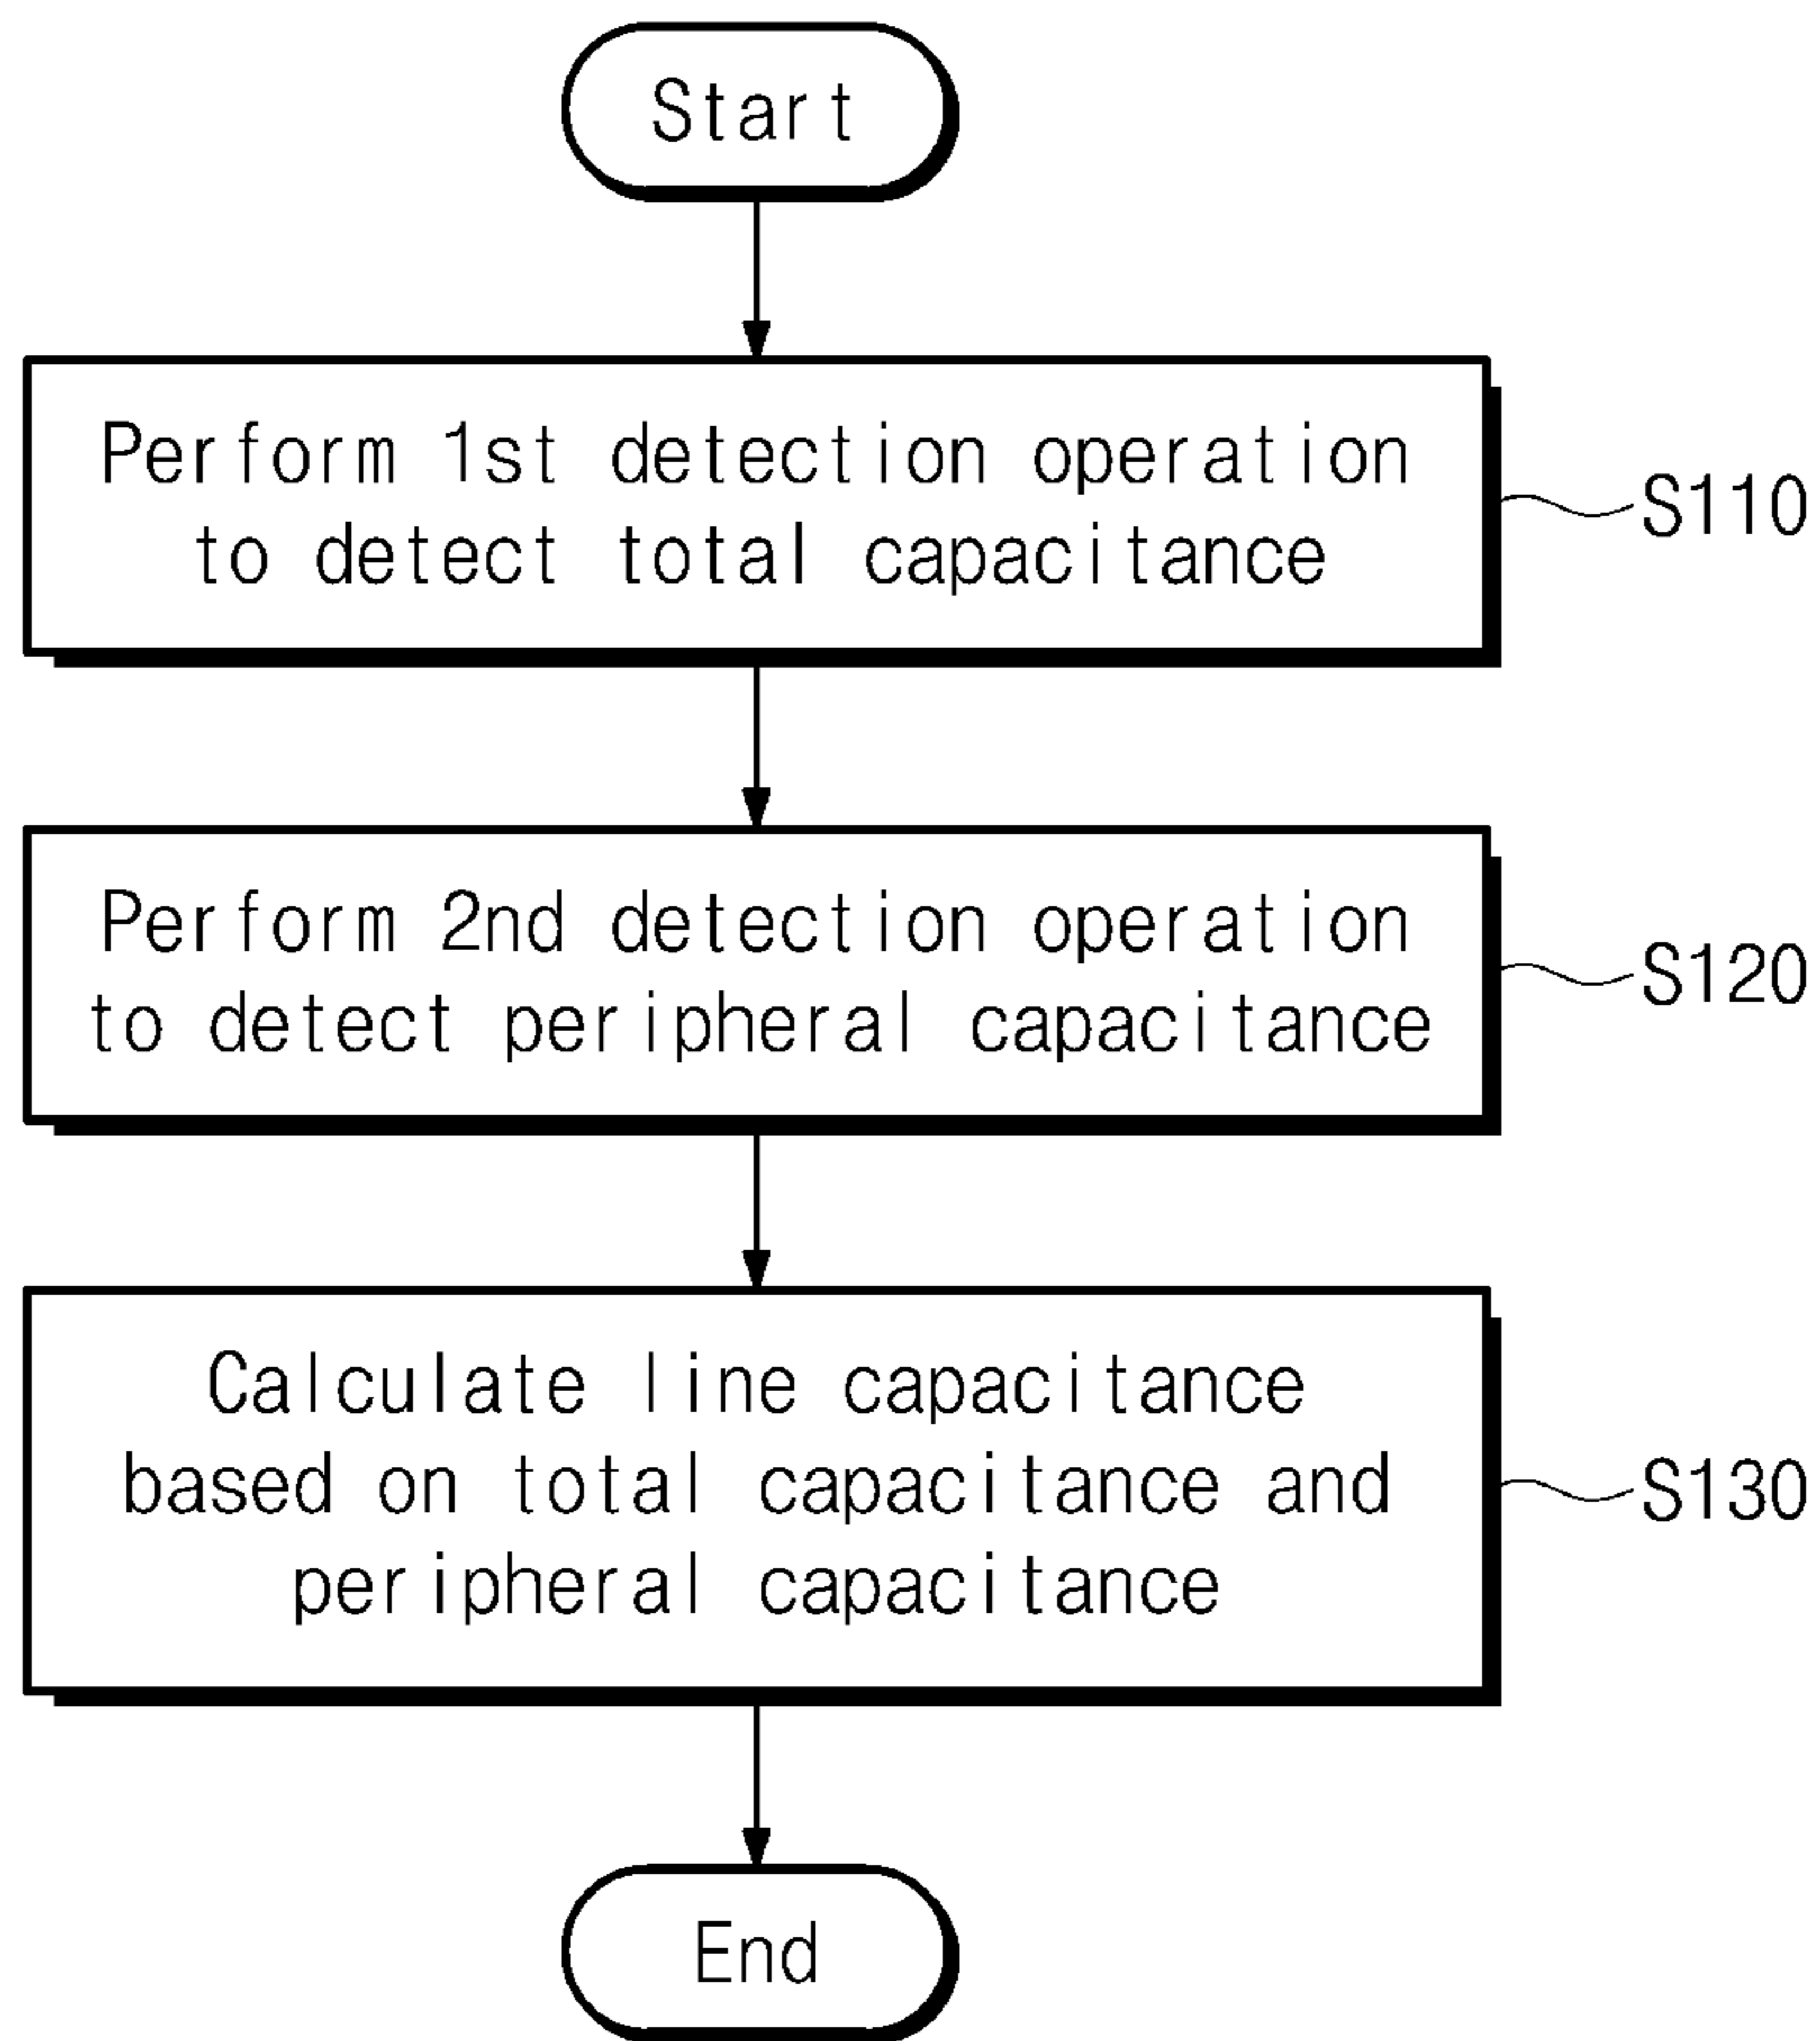 Start
Perform 1st detection operation
to detect total capacitance
S110
Perform 2nd detection operation
to detect peripheral capacitance
S120
Calculate line capacitance
based on total capacitance and
peripheral capacitance
S130
End